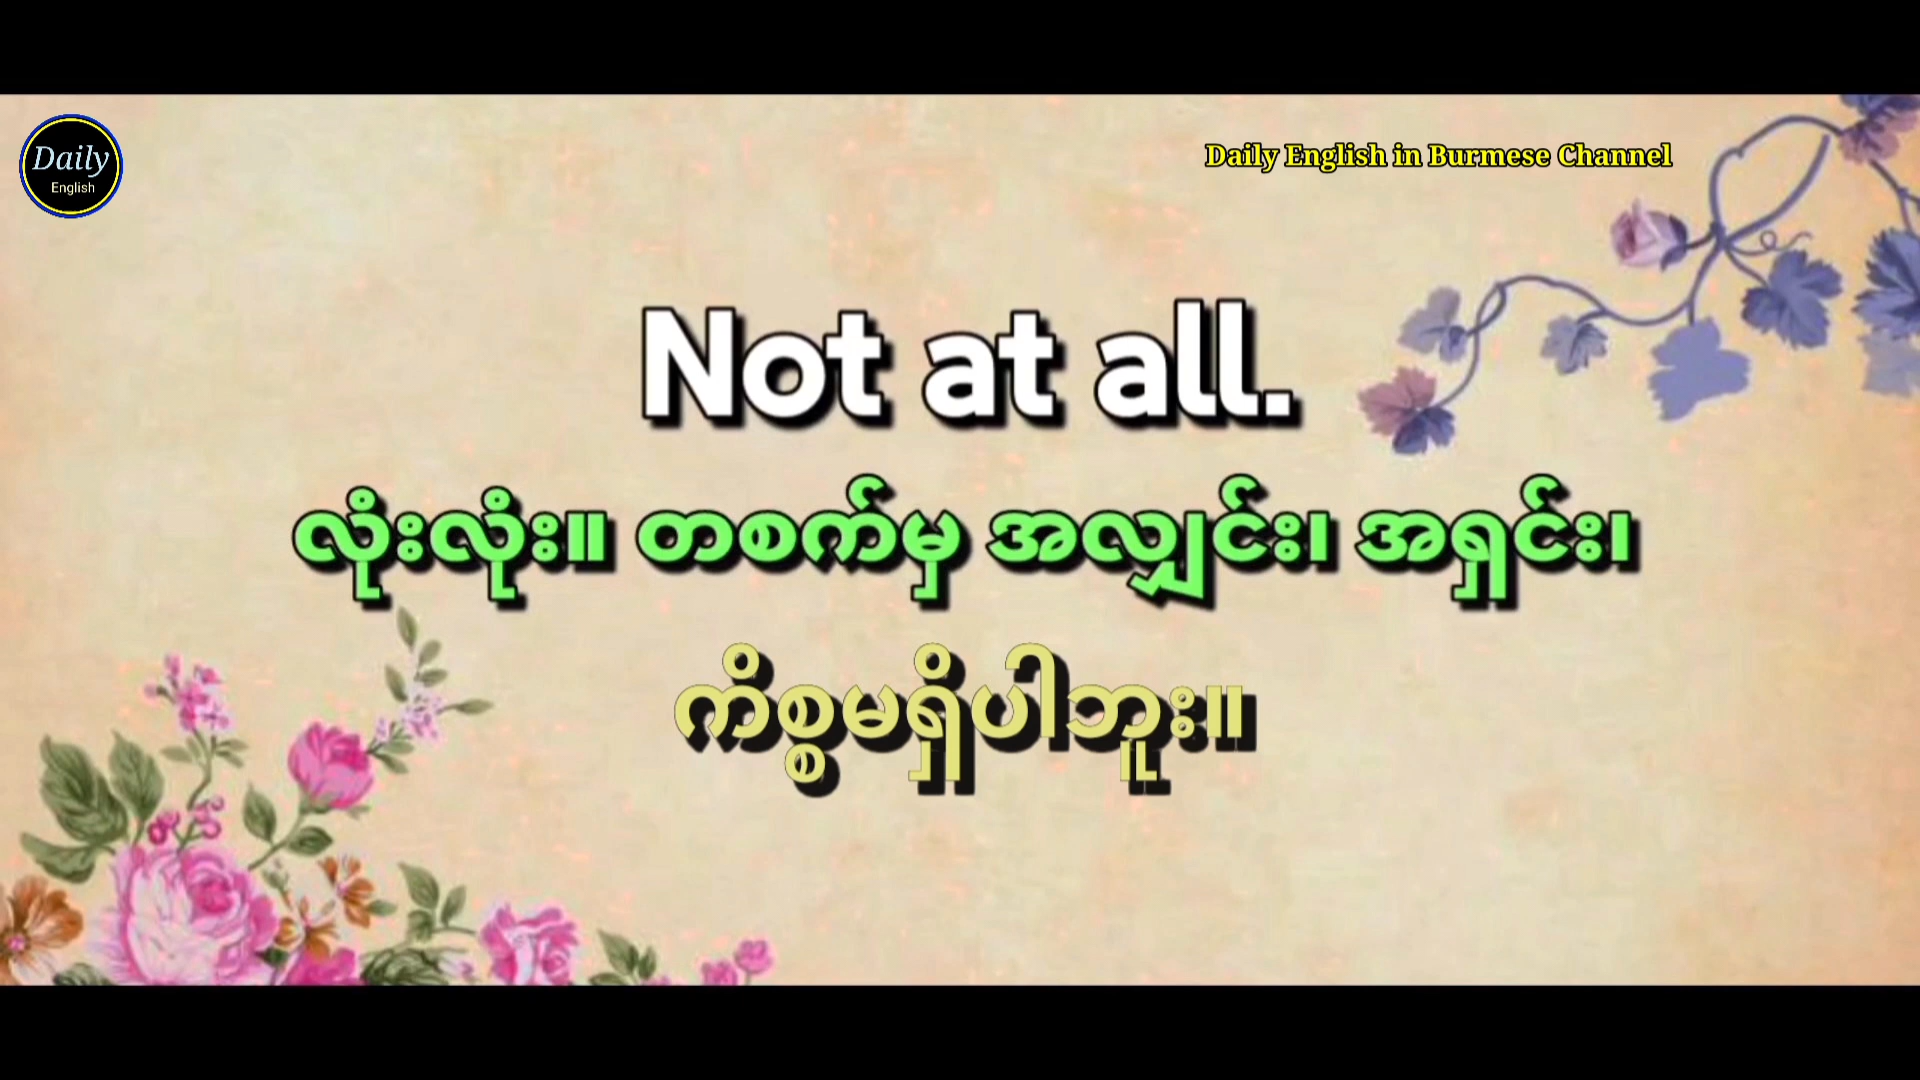 Daily
English
Daily English in Burmese Channel
Not at all.
လုံးလုံး။ တစက်မှ အလျှင်း၊ အရှင်း၊
ကိစ္စမရှိပါဘူး။